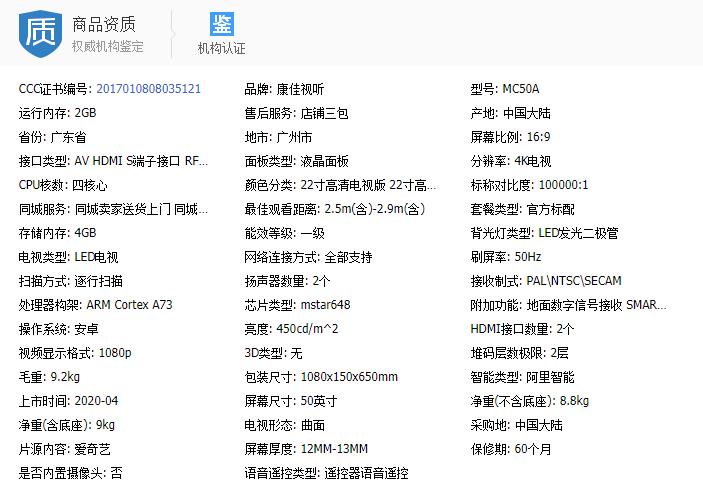 质
商品资质
权威机构鉴定
鉴
机构认证
CCC证书编号: 2017010808035121 品牌: 康佳视听 型号: MC50A
运行内存: 2GB 售后服务: 店铺三包 产地: 中国大陆
省份: 广东省 地市: 广州市 屏幕比例: 16:9
接口类型: AV HDMI S端子接口 RF... 面板类型: 液晶面板 分辨率: 4K电视
CPU核数: 四核心 颜色分类: 22寸高清电视版 22寸高... 标称对比度: 100000:1
同城服务: 同城卖家送货上门 同城... 最佳观看距离: 2.5m(含)-2.9m(含) 套餐类型: 官方标配
存储内存: 4GB 能效等级: 一级 背光灯类型: LED发光二极管
电视类型: LED电视 网络连接方式: 全部支持 刷屏率: 50Hz
扫描方式: 逐行扫描 扬声器数量: 2个 接收制式: PAL\NTSC\SECAM
处理器构架: ARM Cortex A73 芯片类型: mstar648 附加功能: 地面数字信号接收 SMAR...
操作系统: 安卓 亮度: 450cd/m^2 HDMI接口数量: 2个
视频显示格式: 1080p 3D类型: 无 堆码层数极限: 2层
毛重: 9.2kg 包装尺寸: 1080x150x650mm 智能类型: 阿里智能
上市时间: 2020-04 屏幕尺寸: 50英寸 净重(不含底座): 8.8kg
净重(含底座): 9kg 电视形态: 曲面 采购地: 中国大陆
片源内容: 爱奇艺 屏幕厚度: 12MM-13MM 保修期: 60个月
是否内置摄像头: 否 语音遥控类型: 遥控器语音遥控